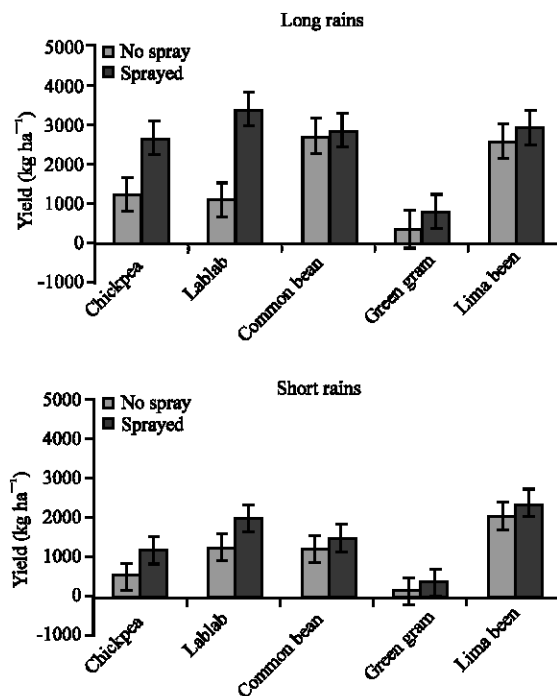 Long rains
No spray
Sprayed
Yield (kg ha⁻¹)
5000
4000
3000
2000
1000
0
-1000
Chickpea
Lablab
Common bean
Green gram
Lima been
Short rains
No spray
Sprayed
Yield (kg ha⁻¹)
5000
4000
3000
2000
1000
0
-1000
Chickpea
Lablab
Common bean
Green gram
Lima been